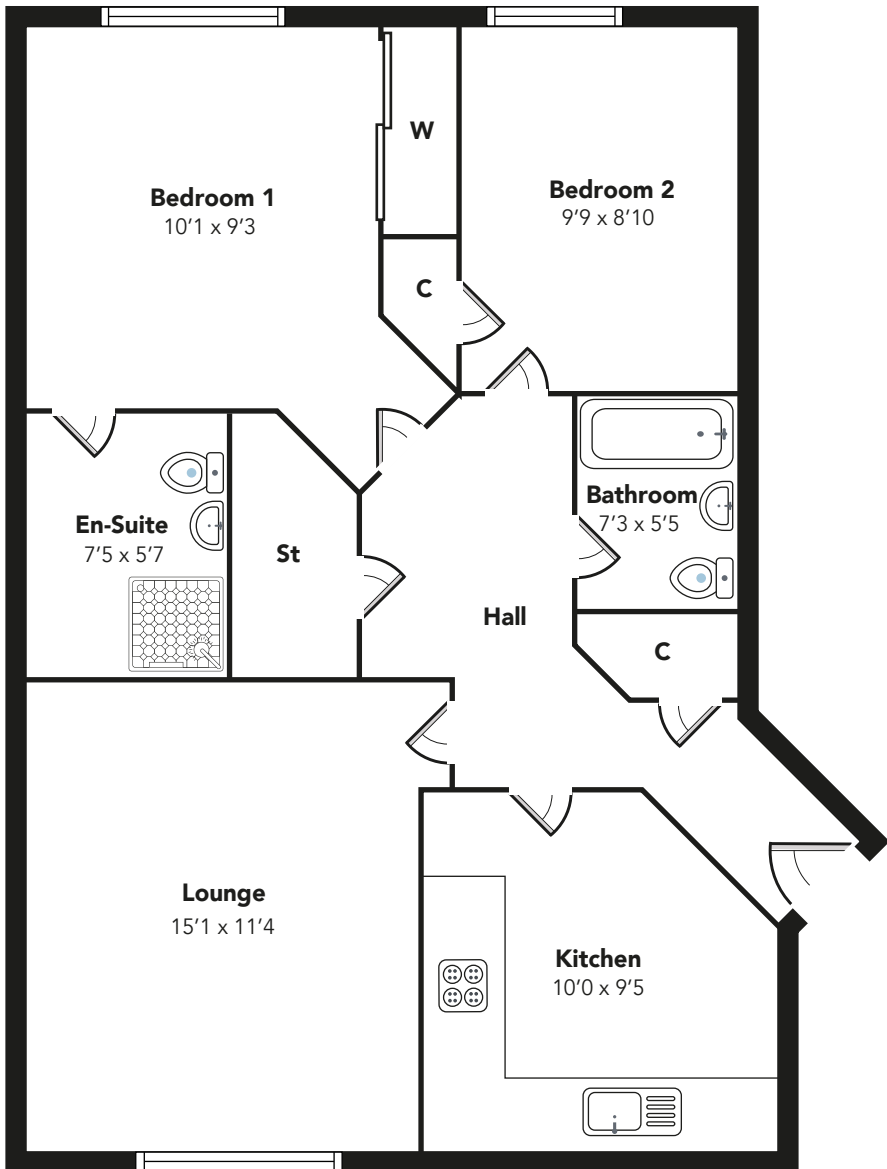 Bedroom 1
10’1 x 9’3
W
Bedroom 2
9’9 x 8’10
C
En-Suite
7’5 x 5’7
St
Bathroom
7’3 x 5’5
Hall
C
Lounge
15’1 x 11’4
Kitchen
10’0 x 9’5